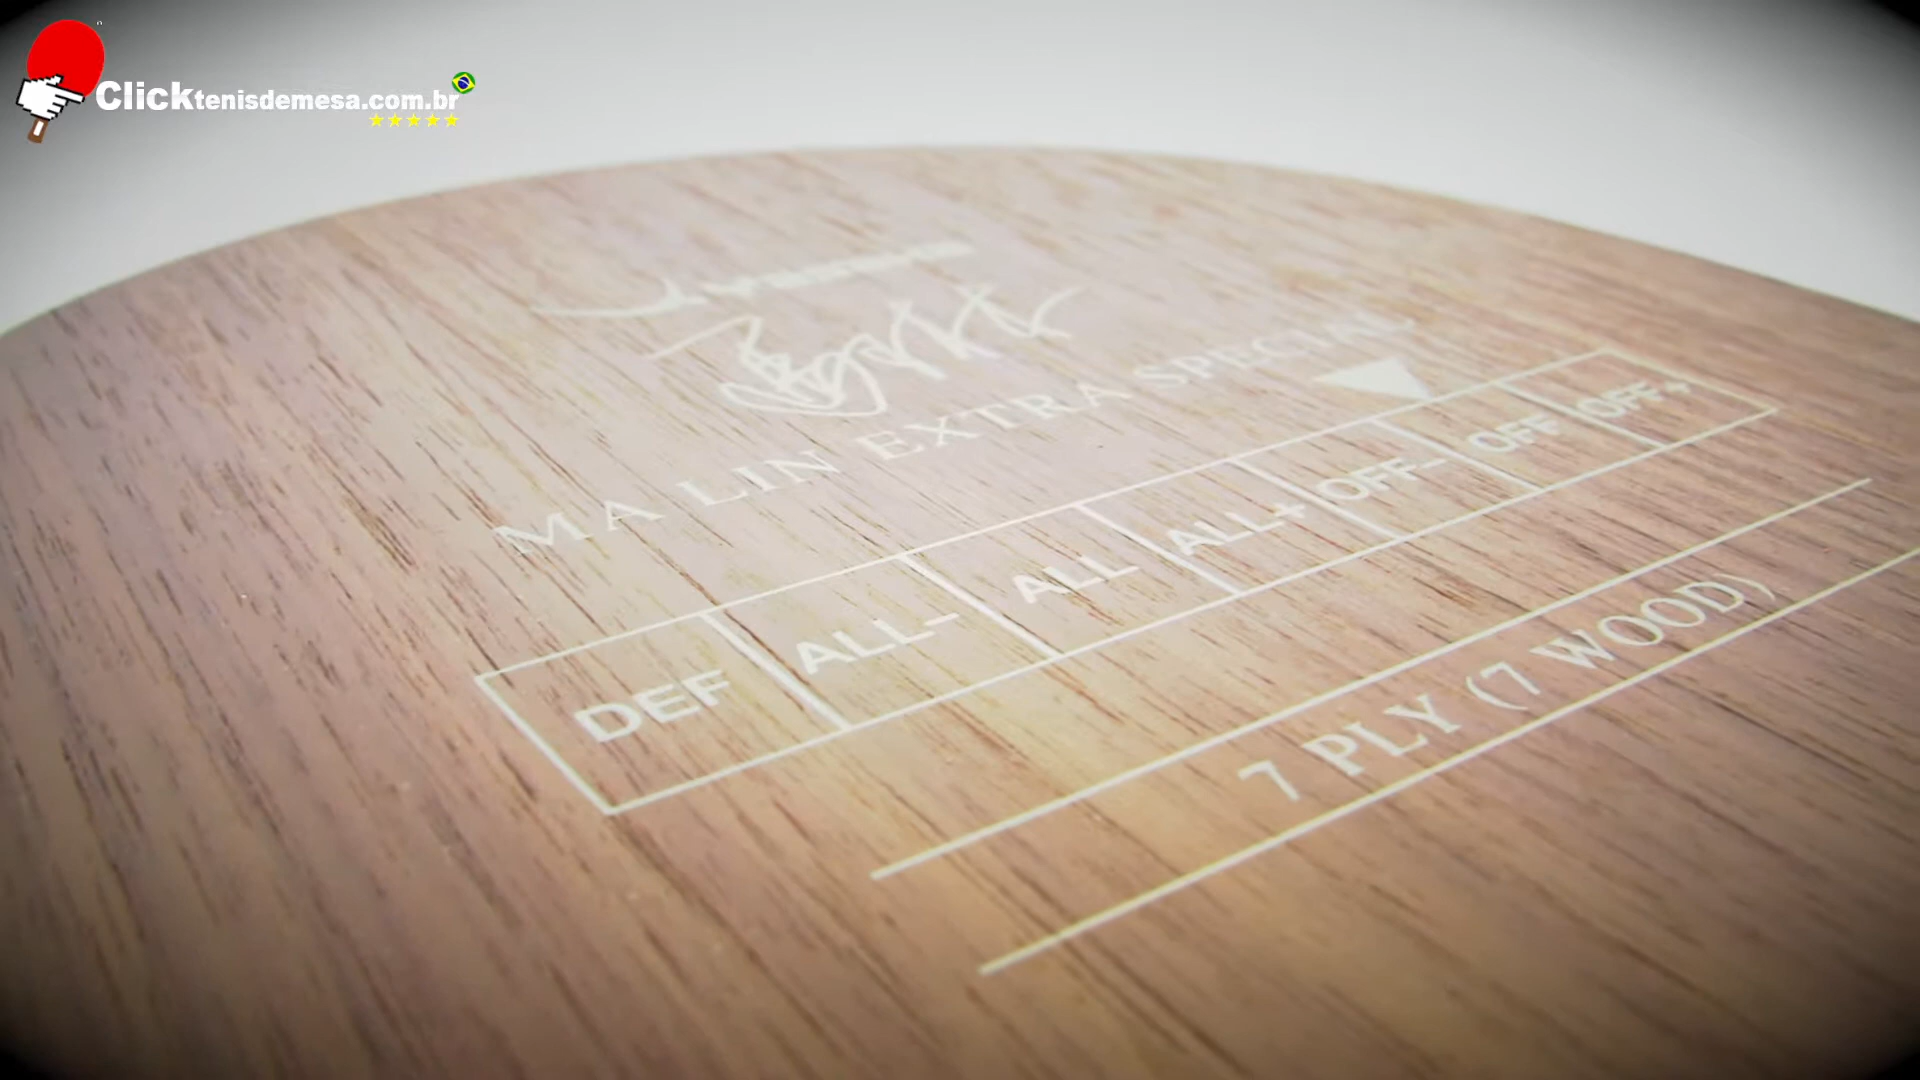 Clicktenisdemesa.com.br
MA LIN EXTRA SPECIAL
DEF ALL- ALL ALL+ OFF- OFF OFF+
7 PLY (7 WOOD)